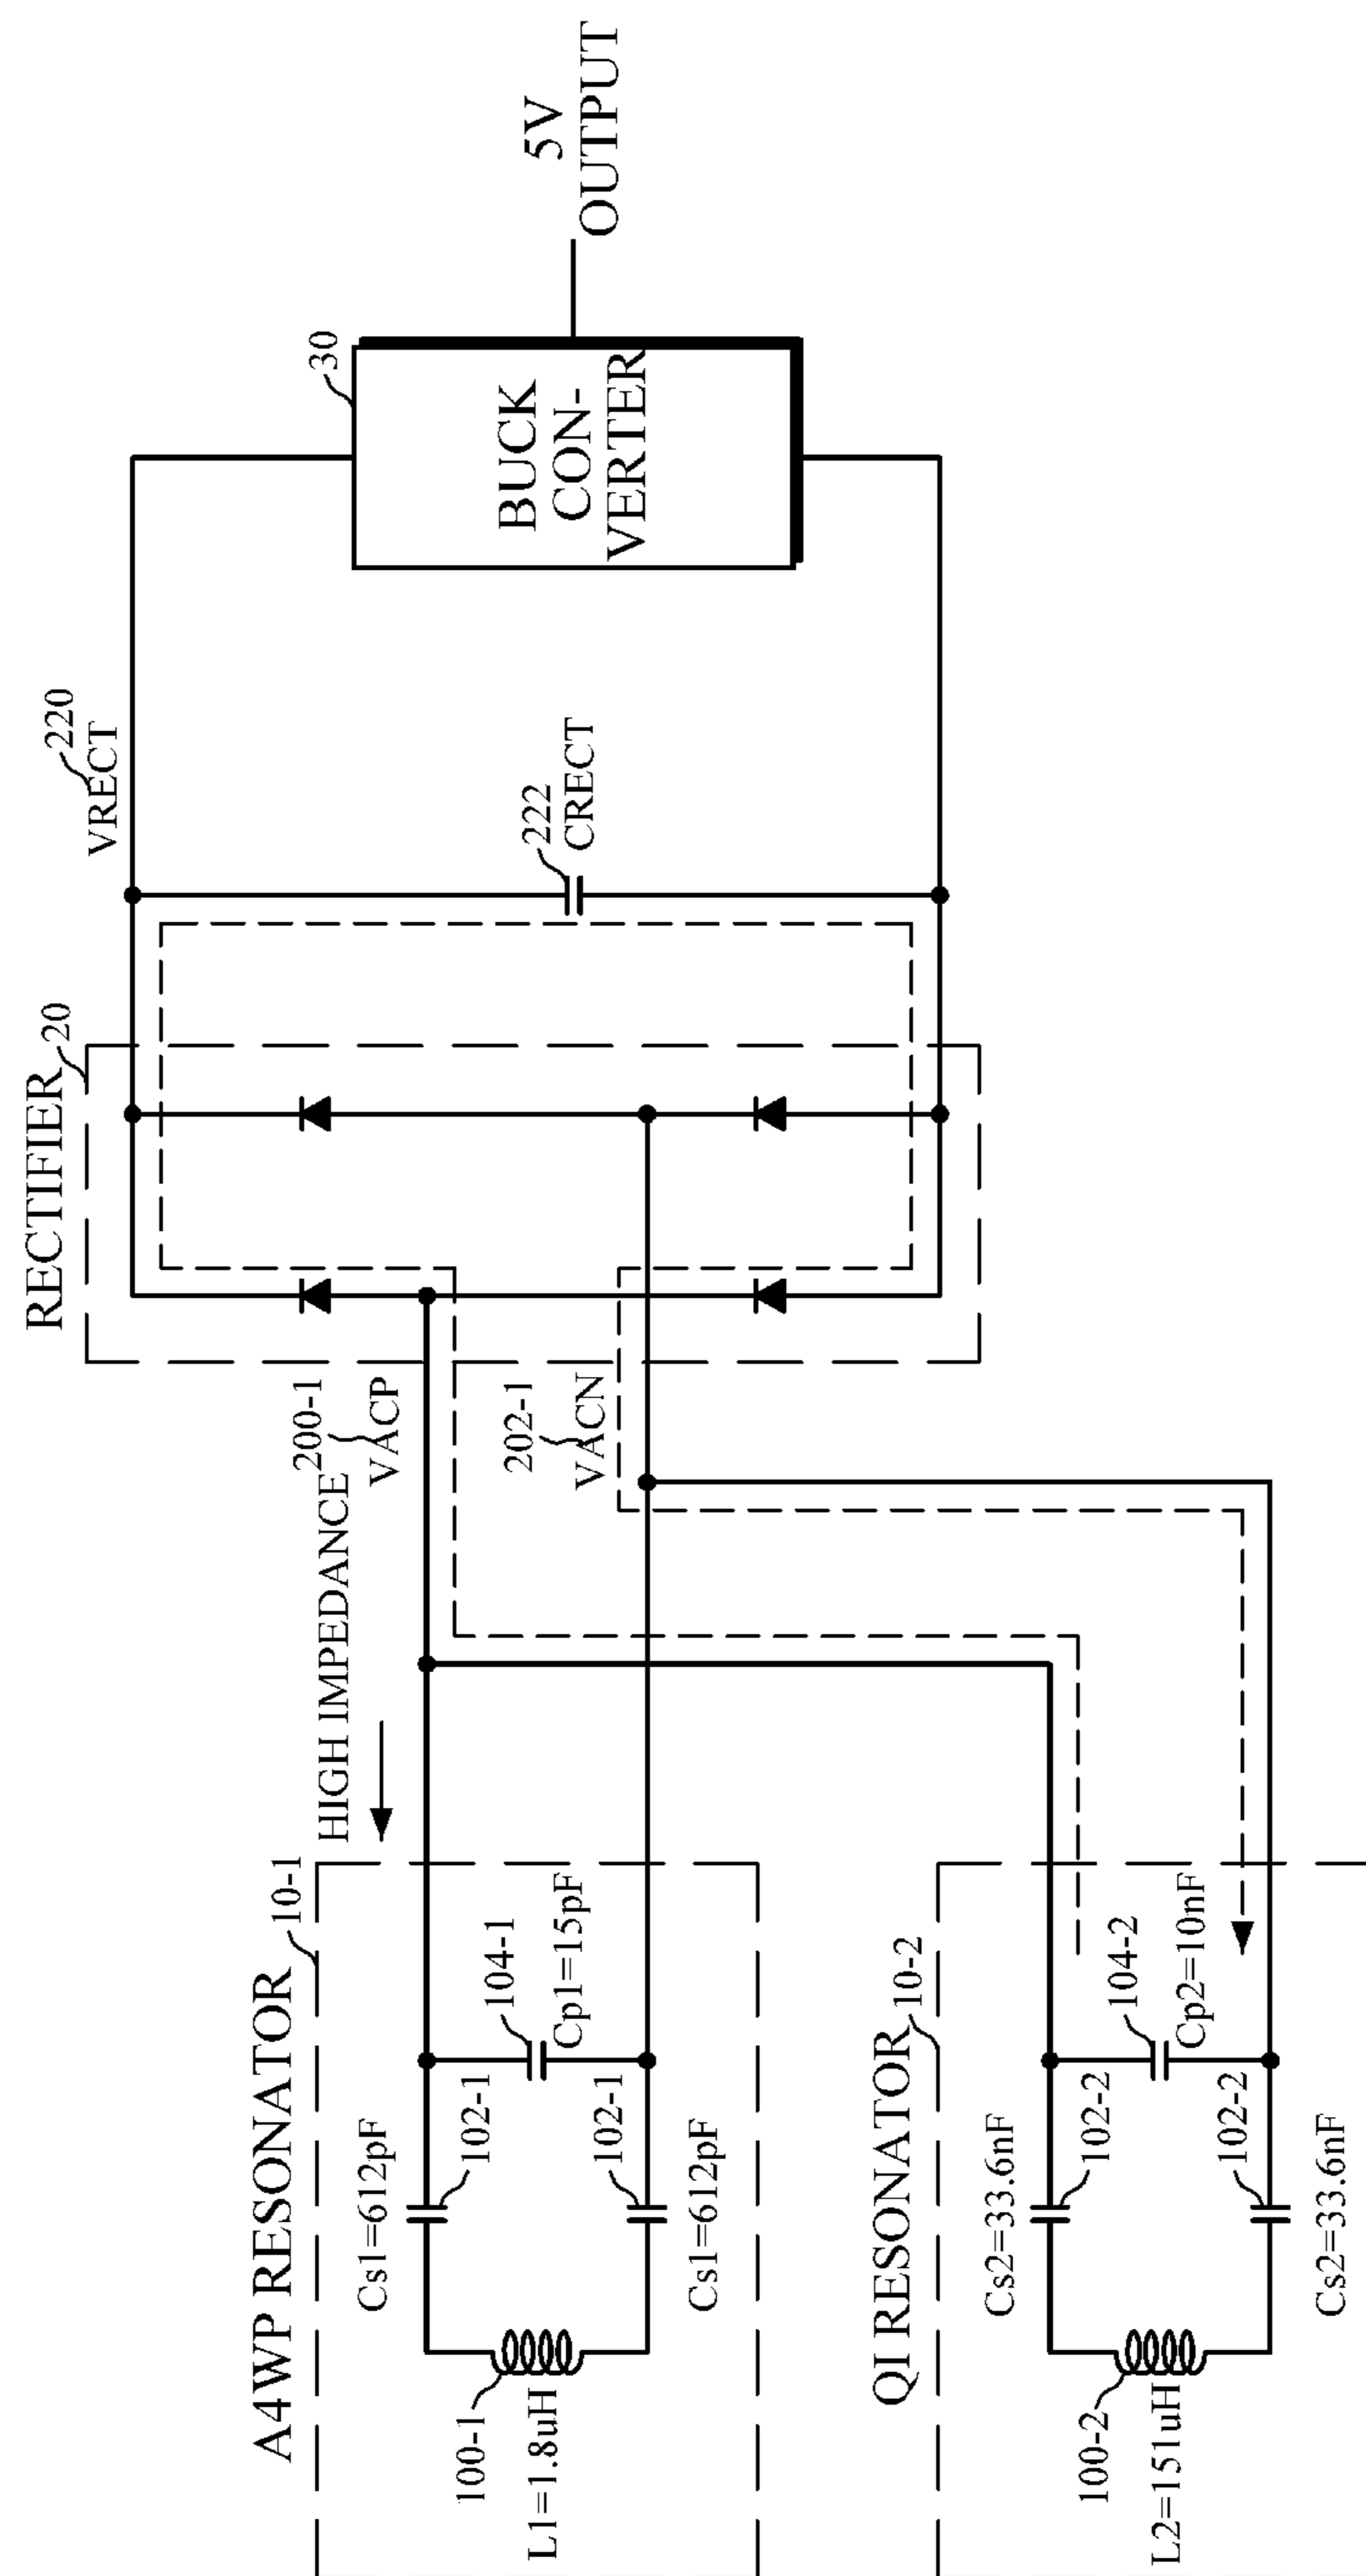 A4WP RESONATOR
10-1
Cs1=612pF
102-1
104-1
Cp1=15pF
100-1
L1=1.8uH
102-1
Cs1=612pF
HIGH IMPEDANCE
200-1
VACP
202-1
VACN
RECTIFIER
20
220
VRECT
222
CRECT
30
BUCK
CON-
VERTER
5V
OUTPUT
QI RESONATOR
10-2
Cs2=33.6nF
102-2
104-2
Cp2=10nF
100-2
L2=151uH
102-2
Cs2=33.6nF